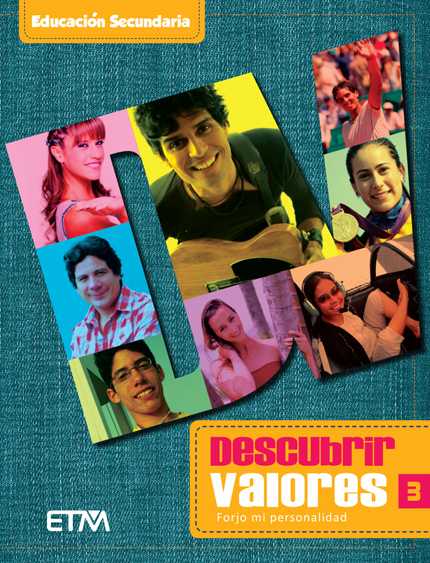 Educación Secundaria
Descubrir
valores 3
Forjo mi personalidad
ETM